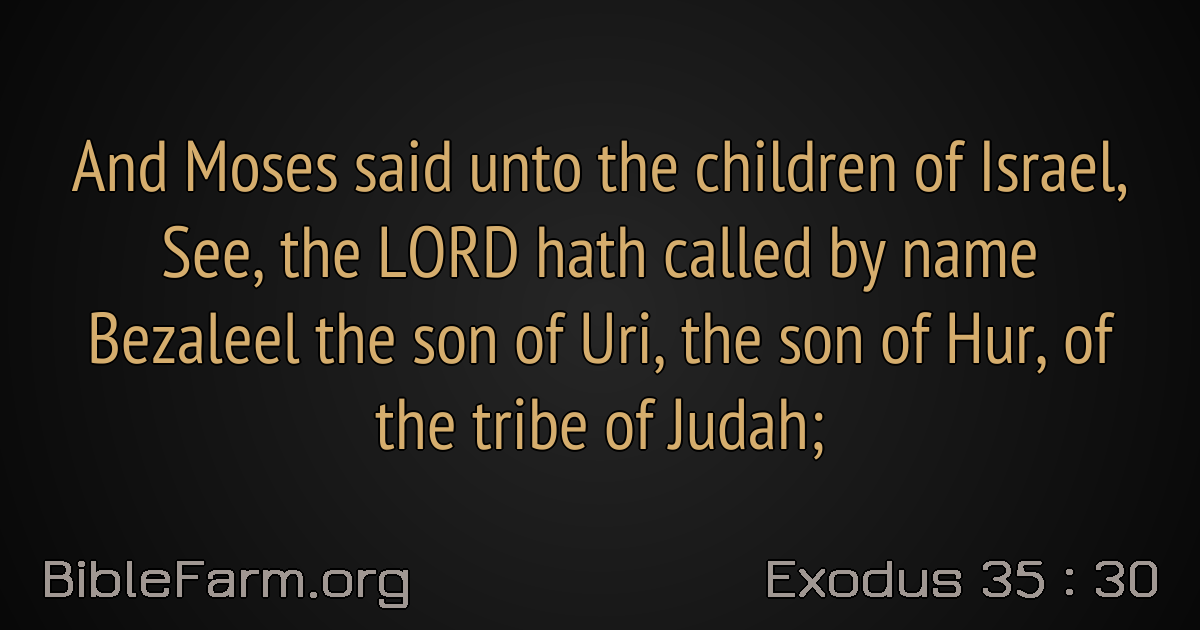 And Moses said unto the children of Israel,
See, the LORD hath called by name
Bezaleel the son of Uri, the son of Hur, of
the tribe of Judah;
BibleFarm.org
Exodus 35 : 30